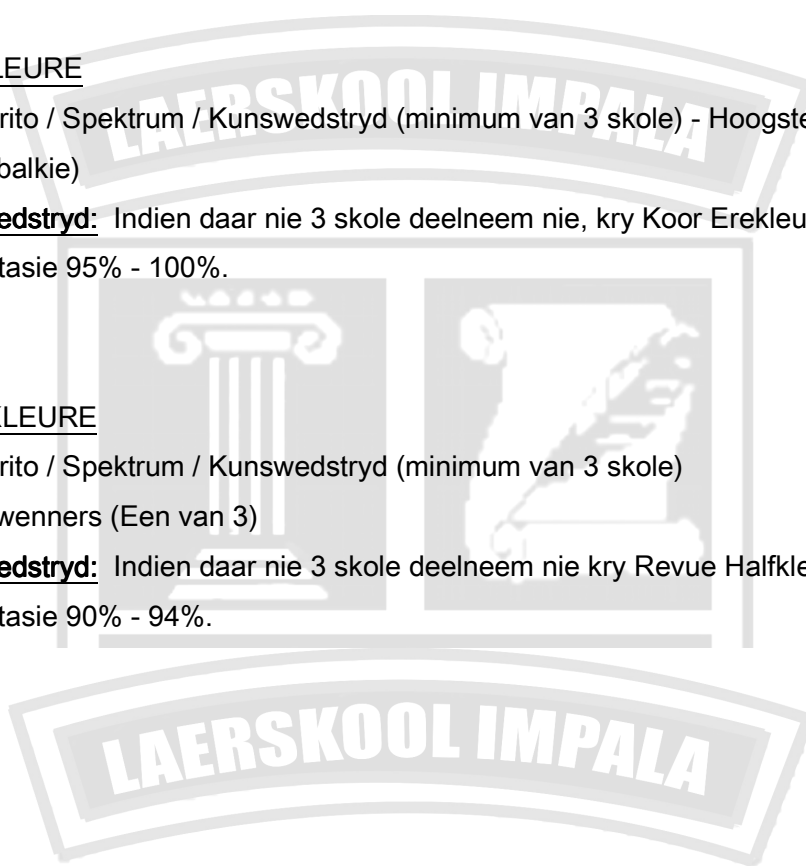 LAERSKOOL IMPALA
LEURE
rito / Spektrum / Kunswedstryd (minimum van 3 skole) - Hoogste
balkie)
edstryd: Indien daar nie 3 skole deelneem nie, kry Koor Erekleu
tasie 95% - 100%.
KLEURE
rito / Spektrum / Kunswedstryd (minimum van 3 skole)
wenners (Een van 3)
edstryd: Indien daar nie 3 skole deelneem nie kry Revue Halfkle
tasie 90% - 94%.
LAERSKOOL IMPALA